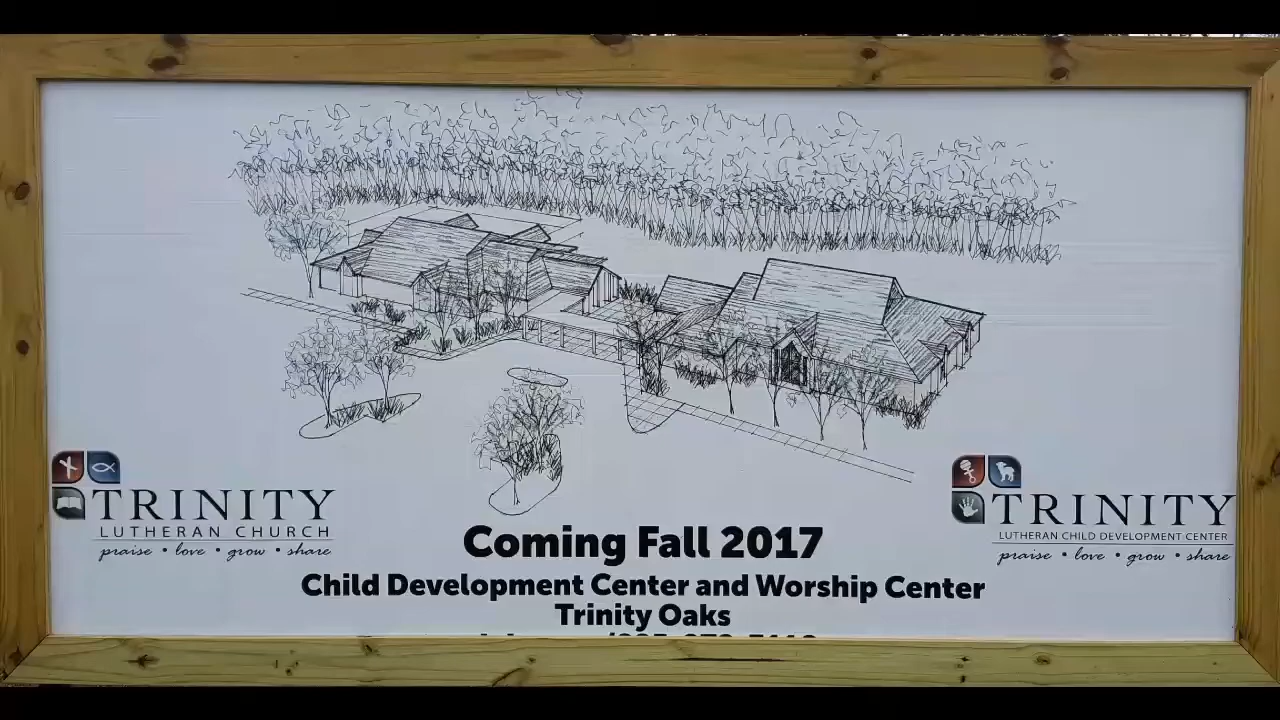 TRINITY
LUTHERAN CHURCH
praise • love • grow • share
TRINITY
LUTHERAN CHILD DEVELOPMENT CENTER
praise • love • grow • share
Coming Fall 2017
Child Development Center and Worship Center
Trinity Oaks